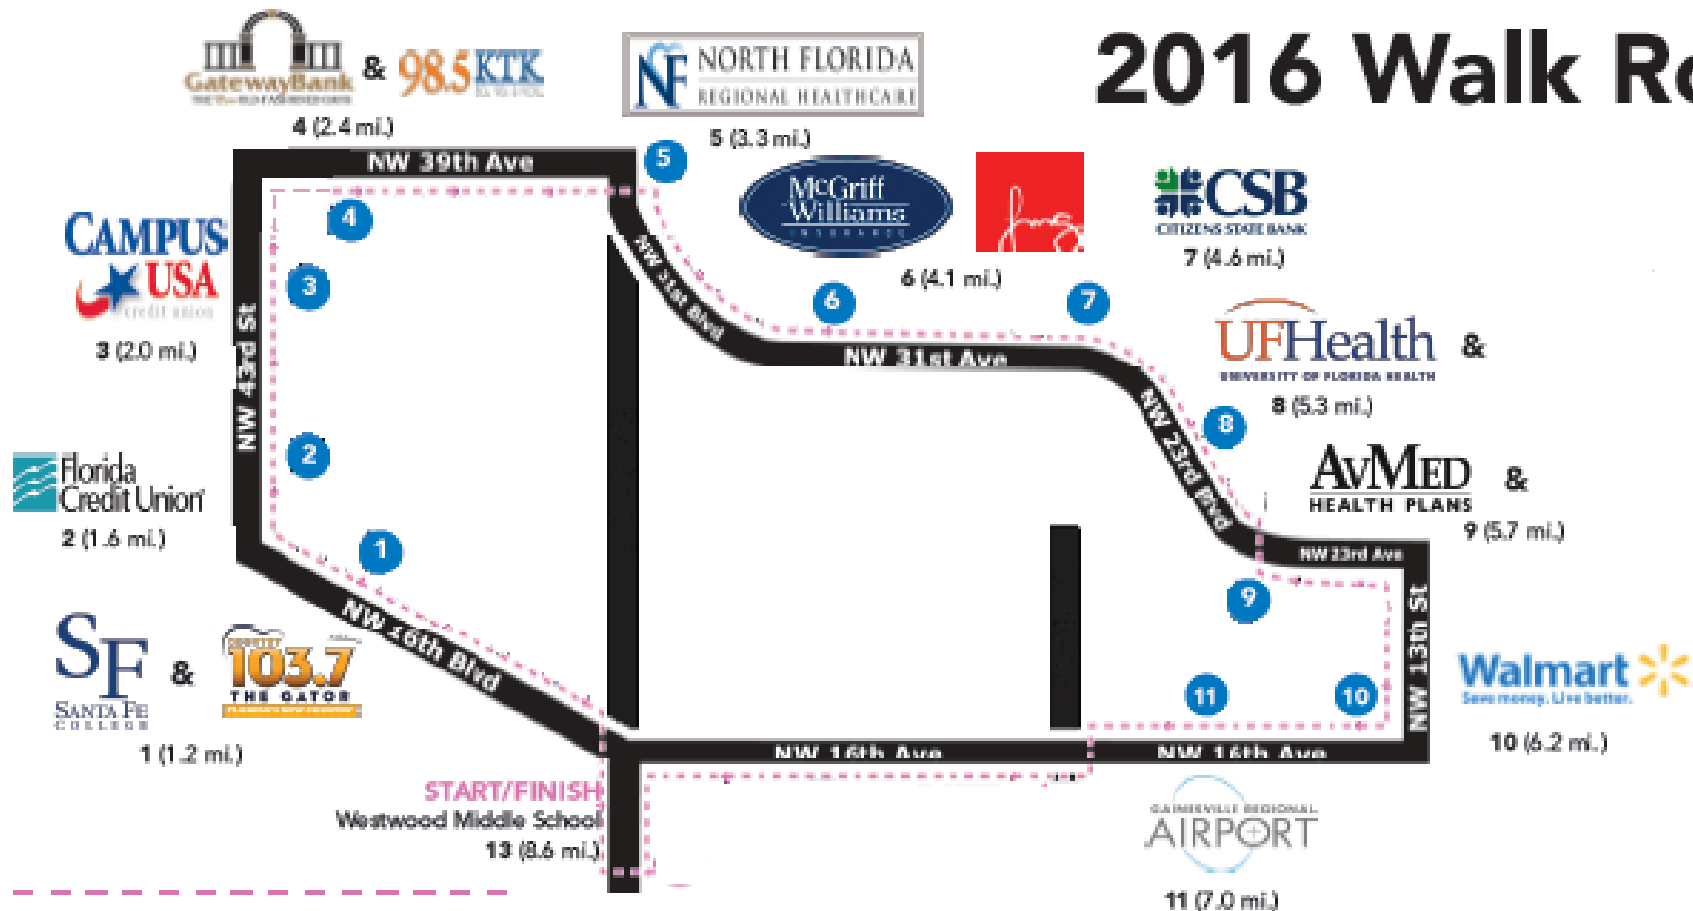 2016 Walk Ro
GatewayBank
& 98.5 KTK
4 (2.4 mi.)
NORTH FLORIDA
REGIONAL HEALTHCARE
NF
5 (3.3 mi.)
NW 39th Ave
5
McGriff
Williams
INSURANCE
6 (4.1 mi.)
CSB
CITIZENS STATE BANK
7 (4.6 mi.)
4
CAMPUS
USA
credit union
3 (2.0 mi.)
3
NW 43rd St
NW 31st Blvd
6
7
NW 31st Ave
UFHealth &
UNIVERSITY OF FLORIDA HEALTH
8 (5.3 mi.)
8
NW 23rd Blvd
AVMED &
HEALTH PLANS
9 (5.7 mi.)
Florida
Credit Union
2 (1.6 mi.)
2
1
NW 16th Blvd
NW 23rd Ave
9
NW 13th St
SF
SANTA FE
COLLEGE
&
COUNTRY
103.7
THE GATOR
1 (1.2 mi.)
11
10
Walmart
Save money. Live better.
10 (6.2 mi.)
NW 16th Ave
NW 16th Ave
START/FINISH
Westwood Middle School
13 (8.6 mi.)
GAINESVILLE REGIONAL
AIRPORT
11 (7.0 mi.)